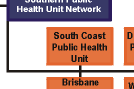 Southern Public
Health Unit Network
South Coast
Public Health
Unit
D
P
Brisbane